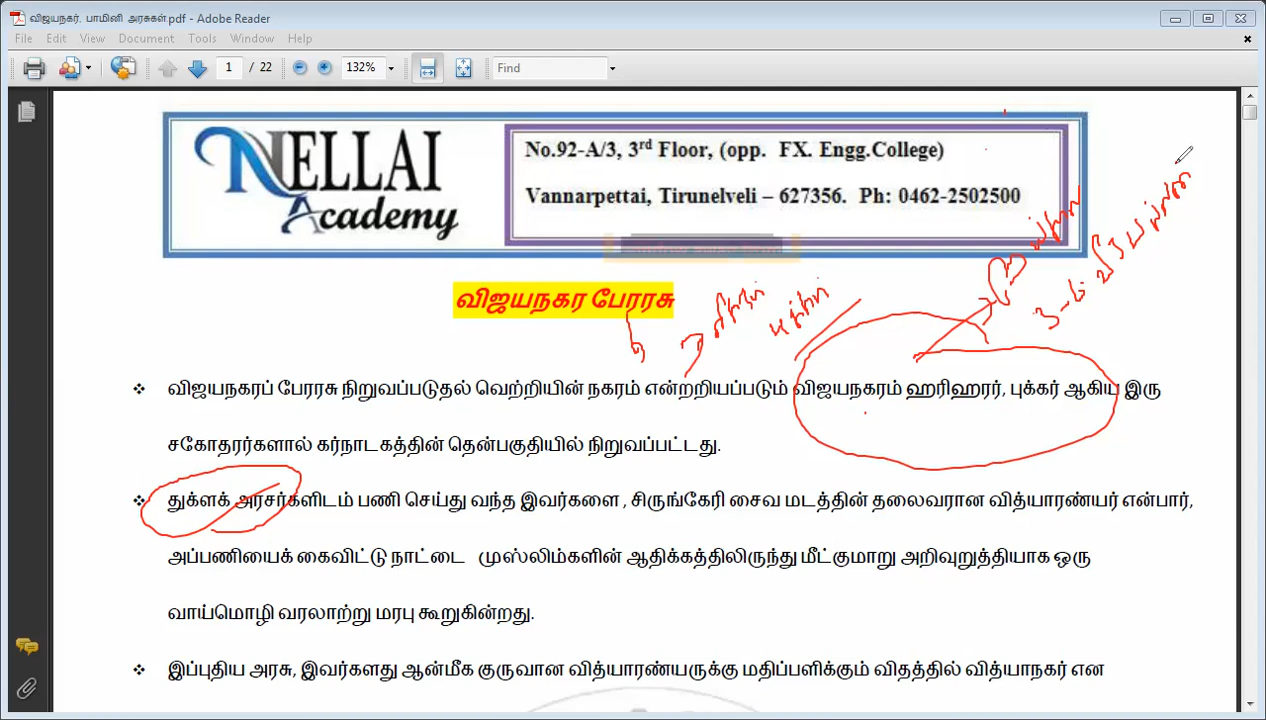 விஜயநகர், பாமினி அரசுகள்.pdf - Adobe Reader
File Edit View Document Tools Window Help
1 / 22 132% Find
NELLAI Academy
No.92-A/3, 3rd Floor, (opp. FX. Engg.College)
Vannarpettai, Tirunelveli – 627356. Ph: 0462-2502500
விஜயநகர பேரரசு
❖ விஜயநகரப் பேரரசு நிறுவப்படுதல் வெற்றியின் நகரம் என்றறியப்படும் விஜயநகரம் ஹரிஹரர், புக்கர் ஆகிய இரு
சகோதரர்களால் கர்நாடகத்தின் தென்பகுதியில் நிறுவப்பட்டது.
❖ துக்ளக் அரசர்களிடம் பணி செய்து வந்த இவர்களை , சிருங்கேரி சைவ மடத்தின் தலைவரான வித்யாரண்யர் என்பார்,
அப்பணியைக் கைவிட்டு நாட்டை முஸ்லிம்களின் ஆதிக்கத்திலிருந்து மீட்குமாறு அறிவுறுத்தியாக ஒரு
வாய்மொழி வரலாற்று மரபு கூறுகின்றது.
❖ இப்புதிய அரசு, இவர்களது ஆன்மீக குருவான வித்யாரண்யருக்கு மதிப்பளிக்கும் விதத்தில் வித்யாநகர் என